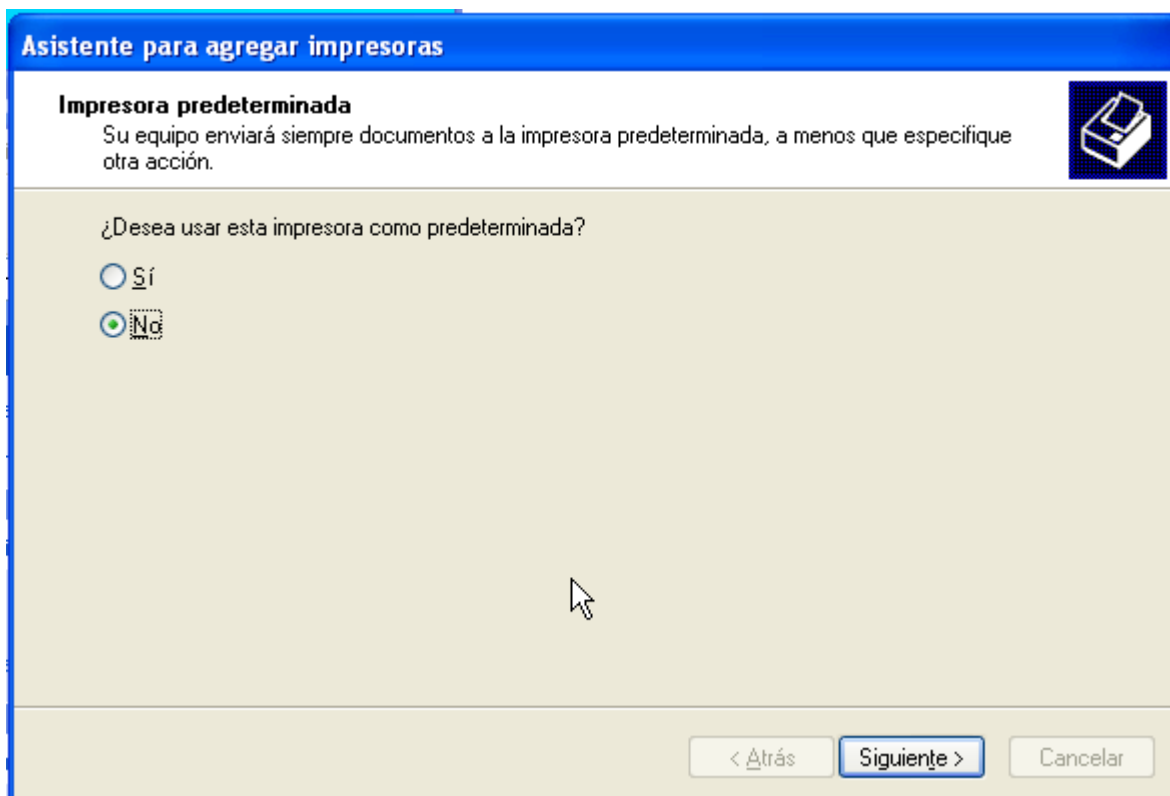 Asistente para agregar impresoras
Impresora predeterminada
Su equipo enviará siempre documentos a la impresora predeterminada, a menos que especifique
otra acción.
¿Desea usar esta impresora como predeterminada?
Sí
No
< Atrás Siguiente > Cancelar